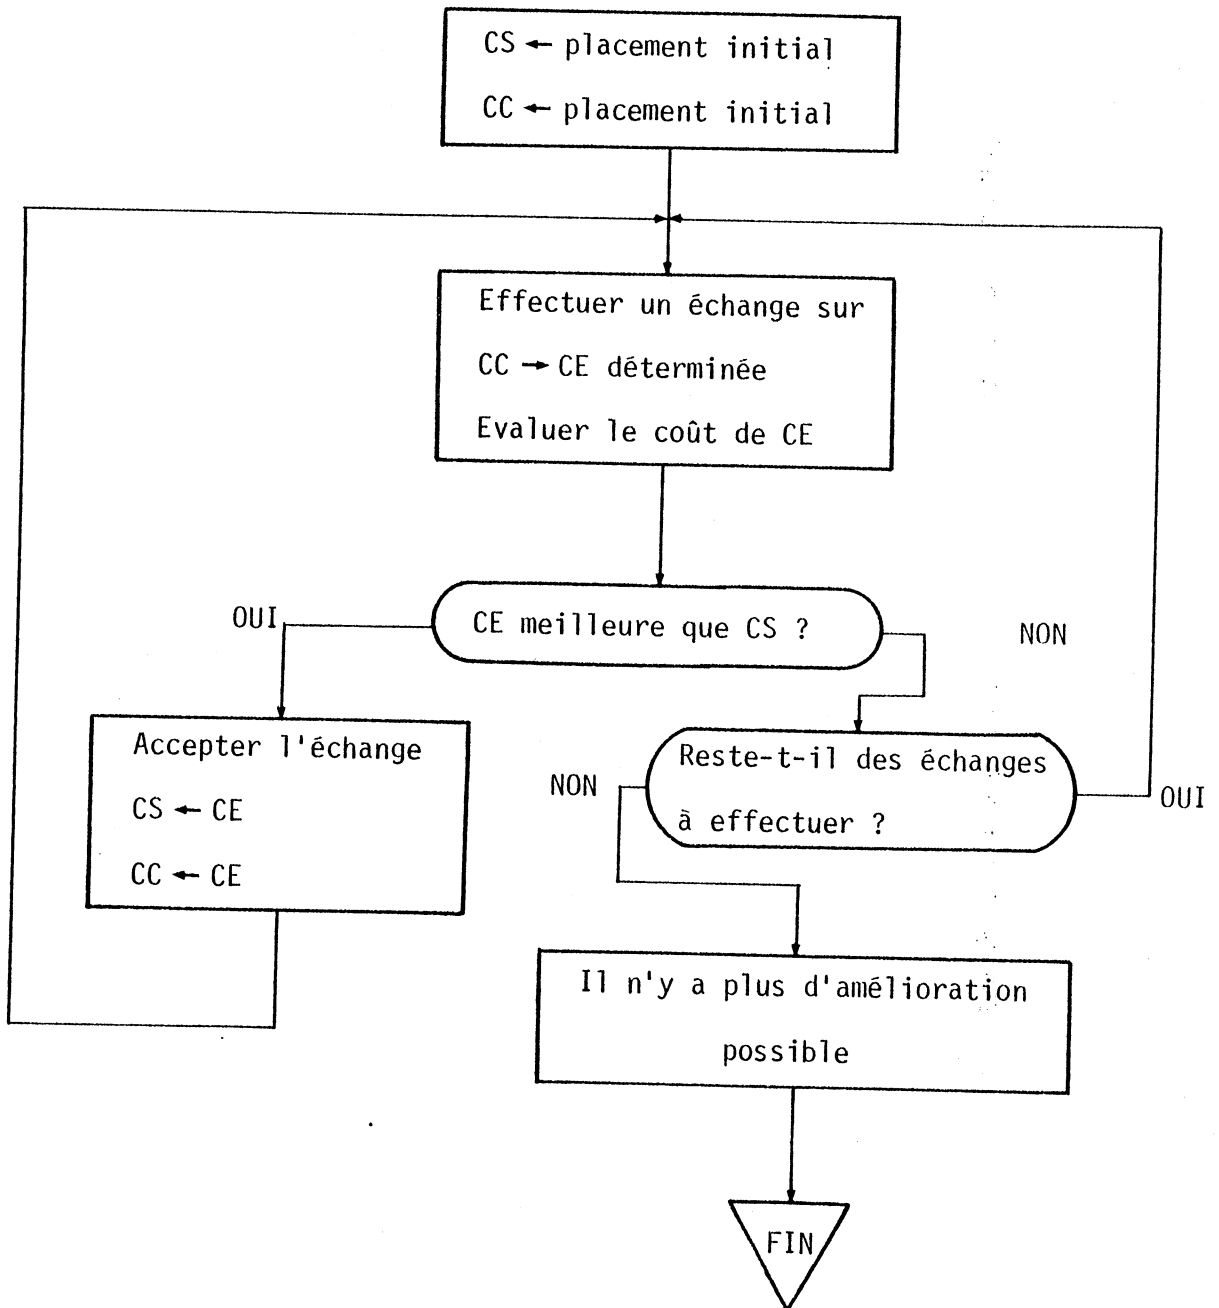 CS ← placement initial
CC ← placement initial
Effectuer un échange sur
CC → CE déterminée
Evaluer le coût de CE
OUI
CE meilleure que CS ?
NON
Accepter l'échange
CS ← CE
CC ← CE
NON
Reste-t-il des échanges
à effectuer ?
OUI
Il n'y a plus d'amélioration
possible
FIN